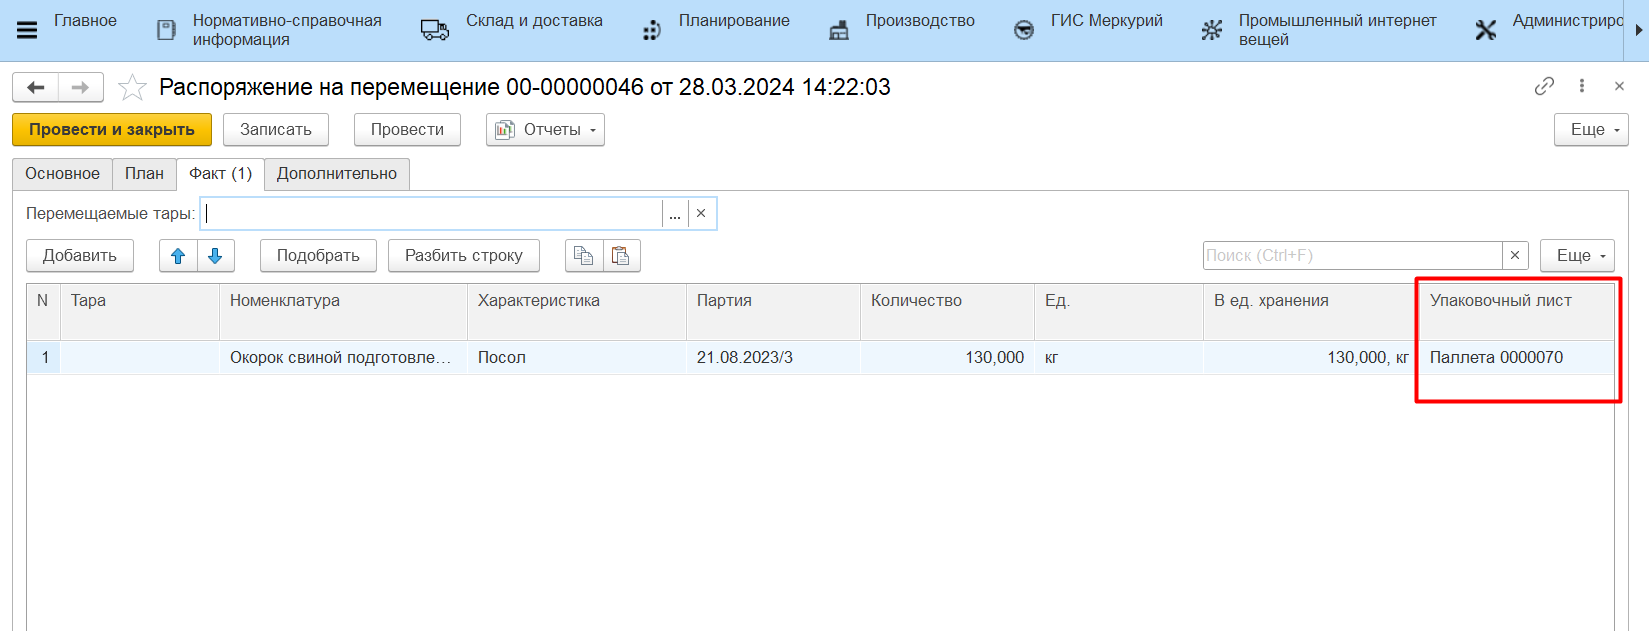 Главное
Нормативно-справочная
информация
Склад и доставка
Планирование
Производство
ГИС Меркурий
Промышленный интернет
вещей
Администриро
Распоряжение на перемещение 00-00000046 от 28.03.2024 14:22:03
Провести и закрыть
Записать
Провести
Отчеты
Еще
Основное
План
Факт (1)
Дополнительно
Перемещаемые тары:
...
Добавить
Подобрать
Разбить строку
Поиск (Ctrl+F)
Еще
N Тара Номенклатура Характеристика Партия Количество Ед. В ед. хранения Упаковочный лист
1 Окорок свиной подготовле... Посол 21.08.2023/3 130,000 кг 130,000, кг Паллета 0000070